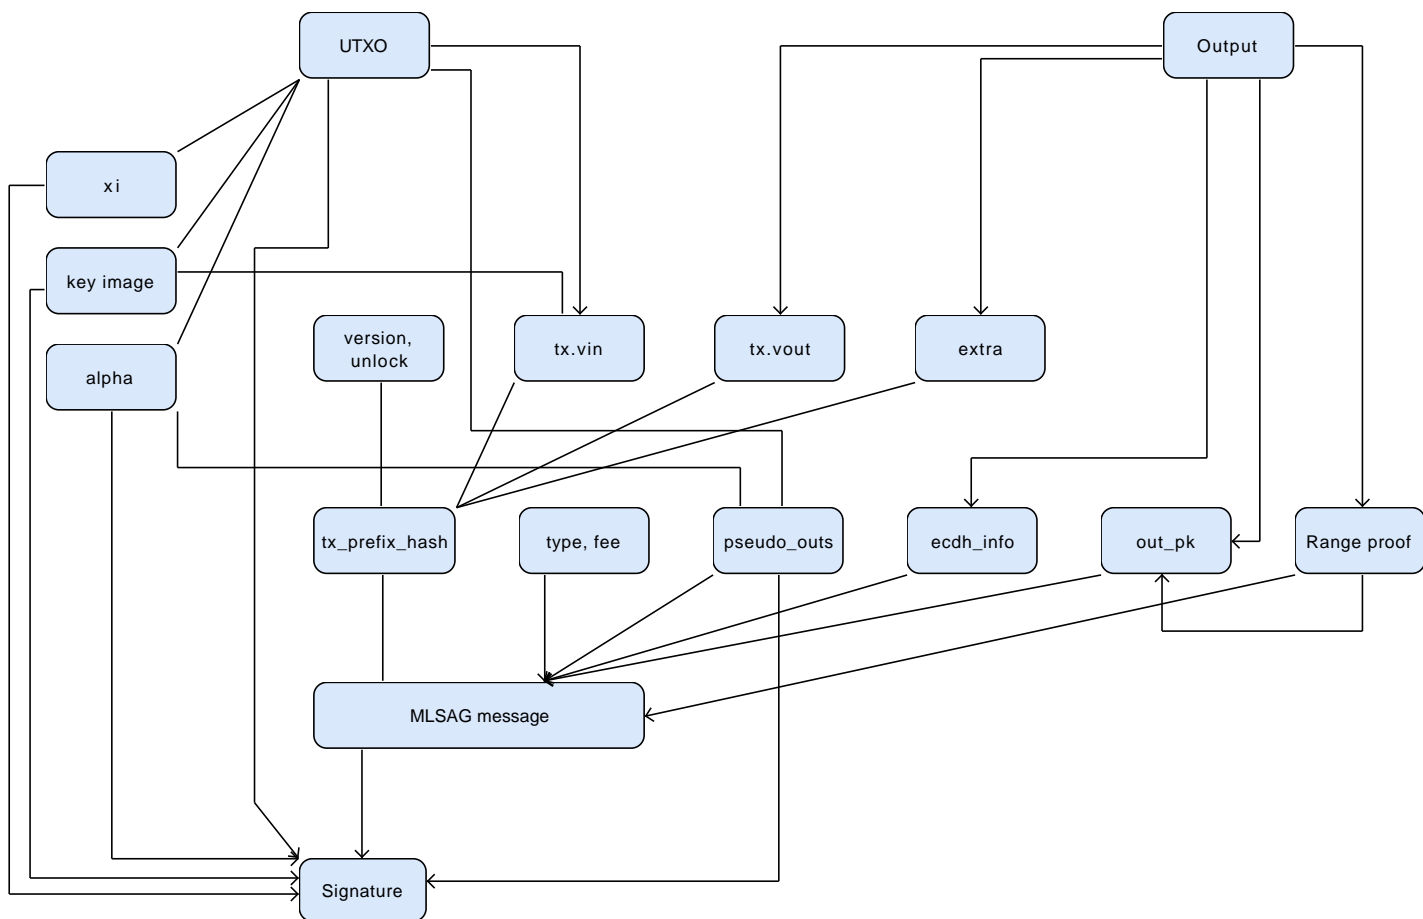 UTXO
Output
xi
key image
version,
unlock
tx.vin
tx.vout
extra
alpha
tx_prefix_hash
type, fee
pseudo_outs
ecdh_info
out_pk
Range proof
MLSAG message
Signature